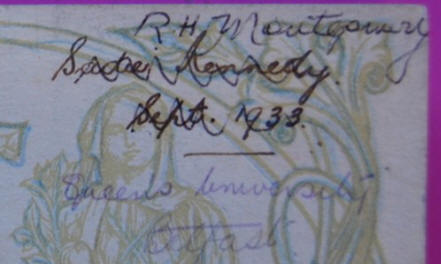 R. H. Montgomery
Sadie Kennedy.
Sept. 1933.
Queens University
Belfast.